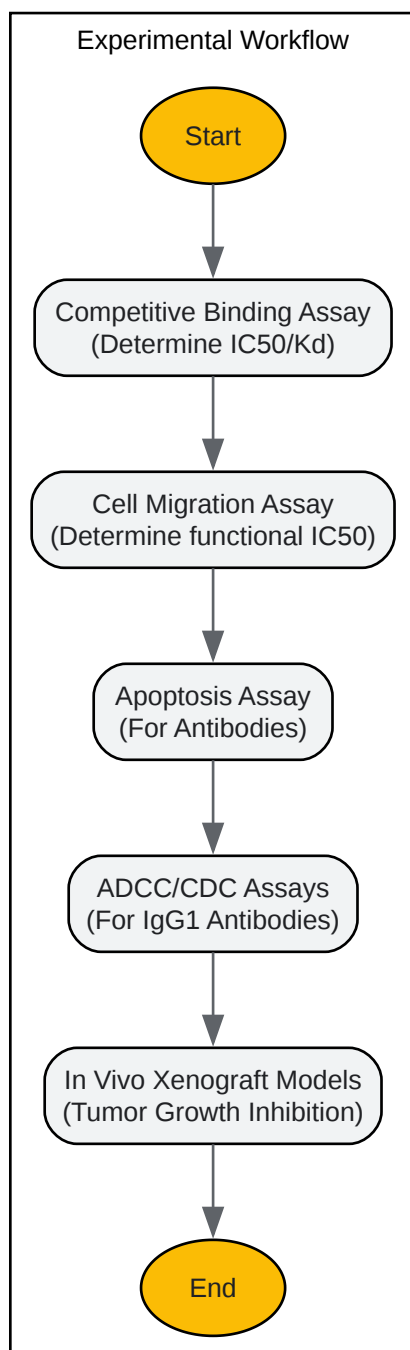 Experimental Workflow
Start
Competitive Binding Assay
(Determine IC50/Kd)
Cell Migration Assay
(Determine functional IC50)
Apoptosis Assay
(For Antibodies)
ADCC/CDC Assays
(For IgG1 Antibodies)
In Vivo Xenograft Models
(Tumor Growth Inhibition)
End